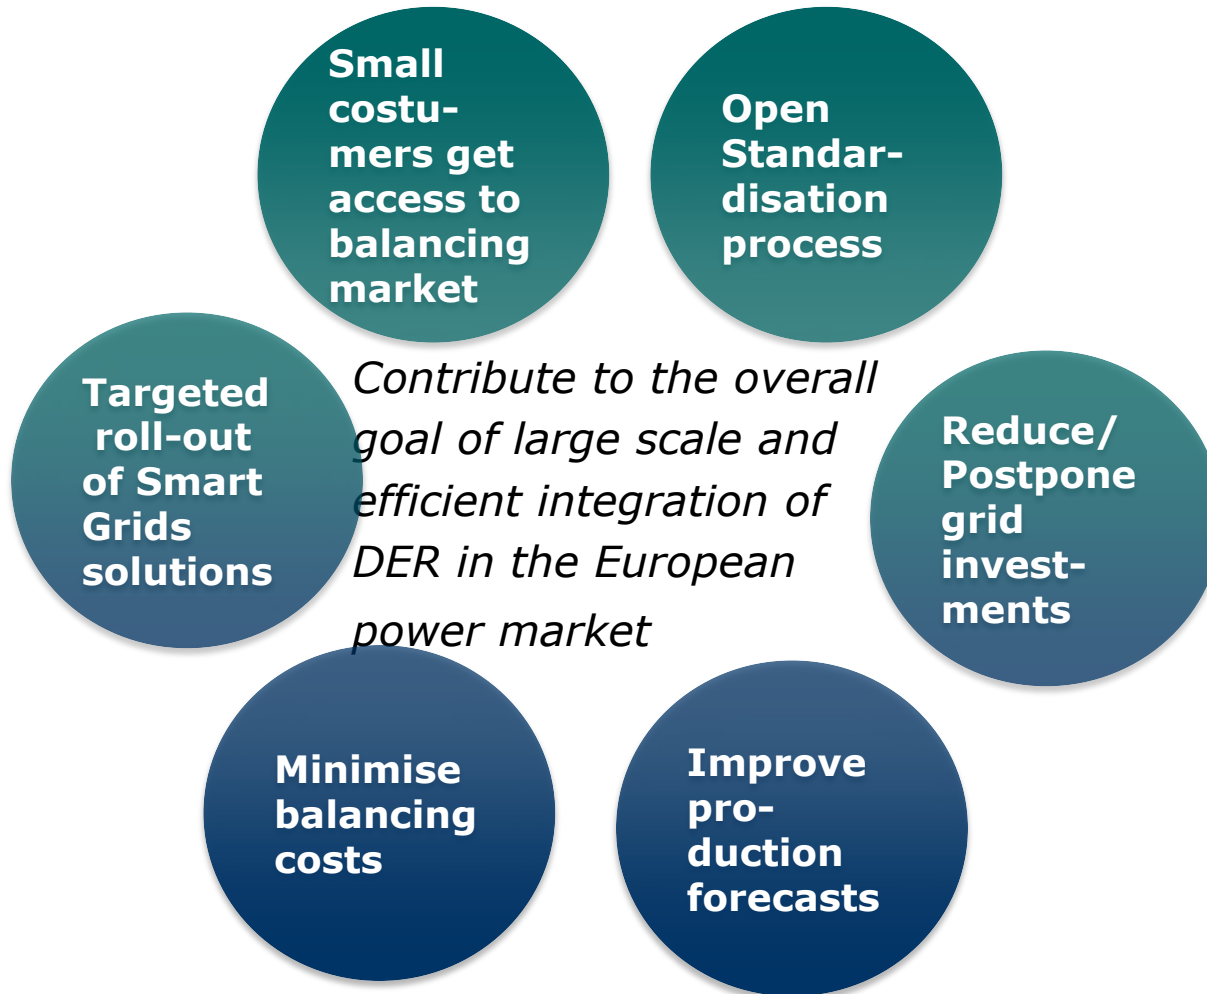 Small
costu-
mers get
access to
balancing
market
Open
Standar-
disation
process
Targeted
roll-out
of Smart
Grids
solutions
Contribute to the overall
goal of large scale and
efficient integration of
DER in the European
power market
Reduce/
Postpone
grid
invest-
ments
Minimise
balancing
costs
Improve
pro-
duction
forecasts